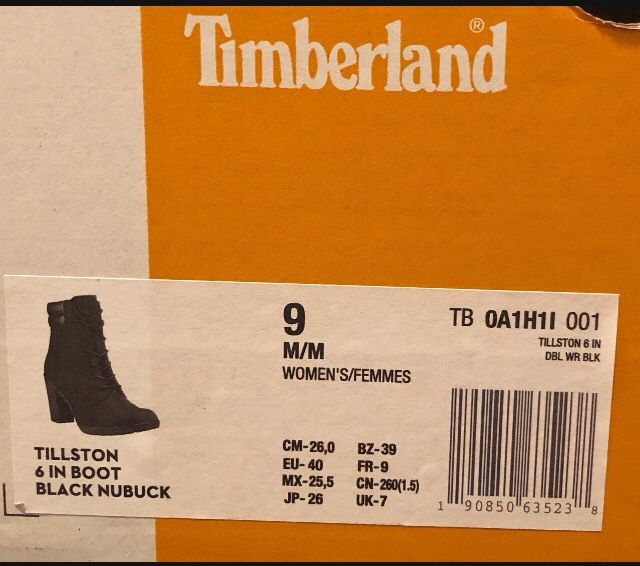 Timberland®
9
M/M
WOMEN'S/FEMMES
TB 0A1H1I 001
TILLSTON 6 IN
DBL WR BLK
TILLSTON
6 IN BOOT
BLACK NUBUCK
CM-26,0 BZ-39
EU- 40 FR-9
MX-25,5 CN-260(1.5)
JP- 26 UK-7
1 90850 63523 8